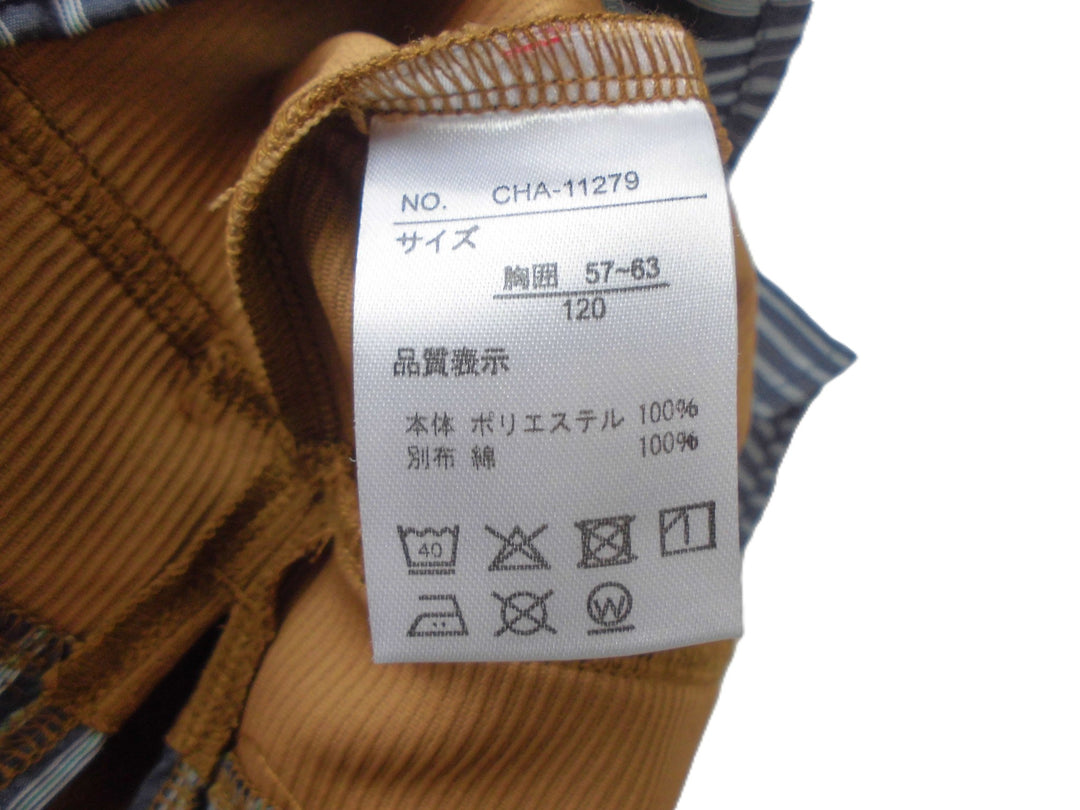 NO. CHA-11279
サイズ
胸囲 57~63
120
品質表示
本体 ポリエステル 100%
別布 綿 100%
40
W